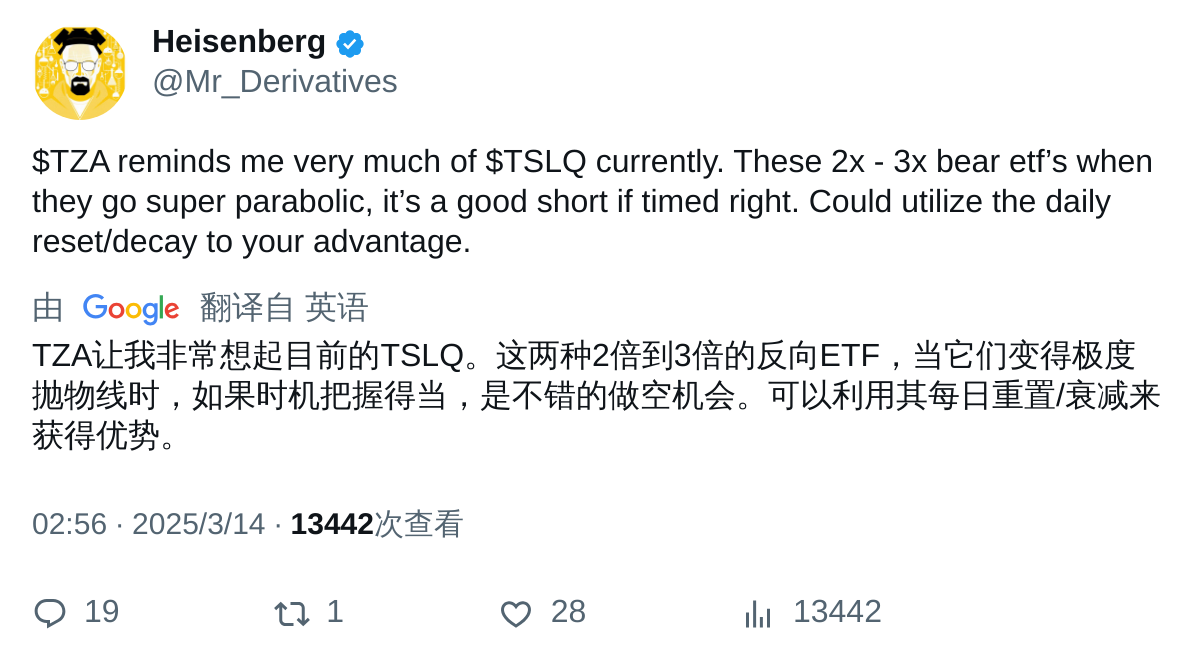 Heisenberg
@Mr_Derivatives
$TZA reminds me very much of $TSLQ currently. These 2x - 3x bear etf’s when
they go super parabolic, it’s a good short if timed right. Could utilize the daily
reset/decay to your advantage.
由 Google 翻译自 英语
TZA让我非常想起目前的TSLQ。这两种2倍到3倍的反向ETF，当它们变得极度
抛物线时，如果时机把握得当，是不错的做空机会。可以利用其每日重置/衰减来
获得优势。
02:56 · 2025/3/14 · 13442次查看
19 1 28 13442